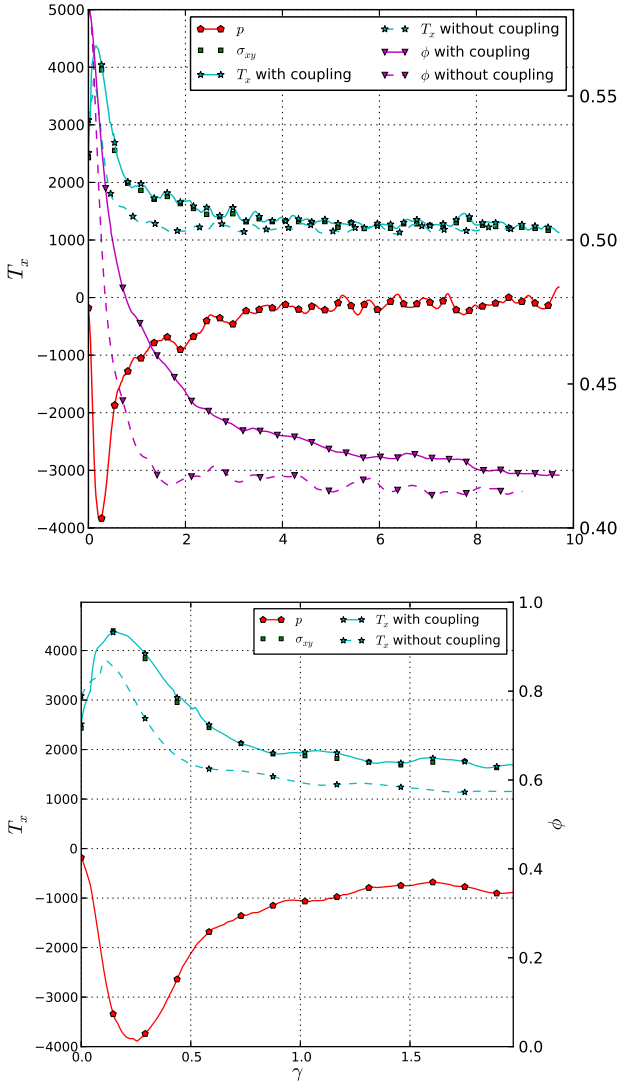 5000
4000
3000
2000
1000
0
−1000
−2000
−3000
−4000
T_x
0 2 4 6 8 10
0.55
0.50
0.45
0.40
p
σ_xy
T_x with coupling
T_x without coupling
ϕ with coupling
ϕ without coupling
4000
3000
2000
1000
0
−1000
−2000
−3000
−4000
T_x
0.0 0.5 1.0 1.5
γ
1.0
0.8
0.6
0.4
0.2
0.0
ϕ
p
σ_xy
T_x with coupling
T_x without coupling